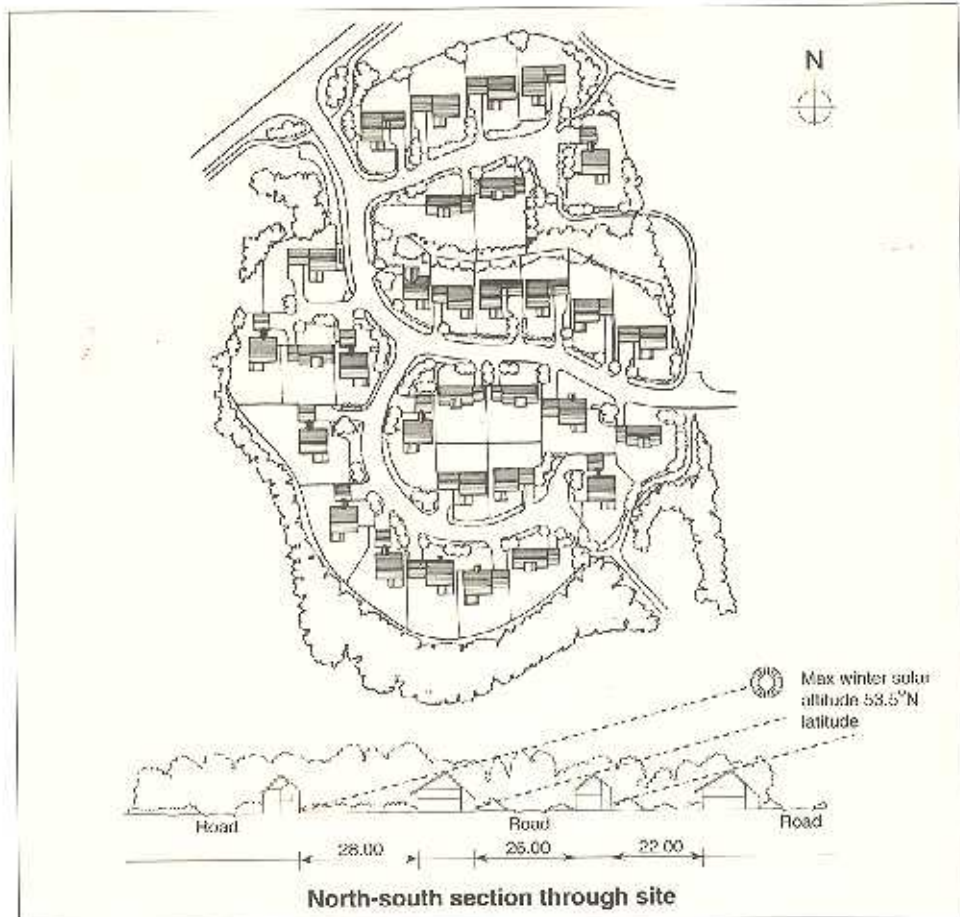 N
Max winter solar
altitude 53.5°N
latitude
Road
Road
Road
28.00
26.00
22.00
North-south section through site